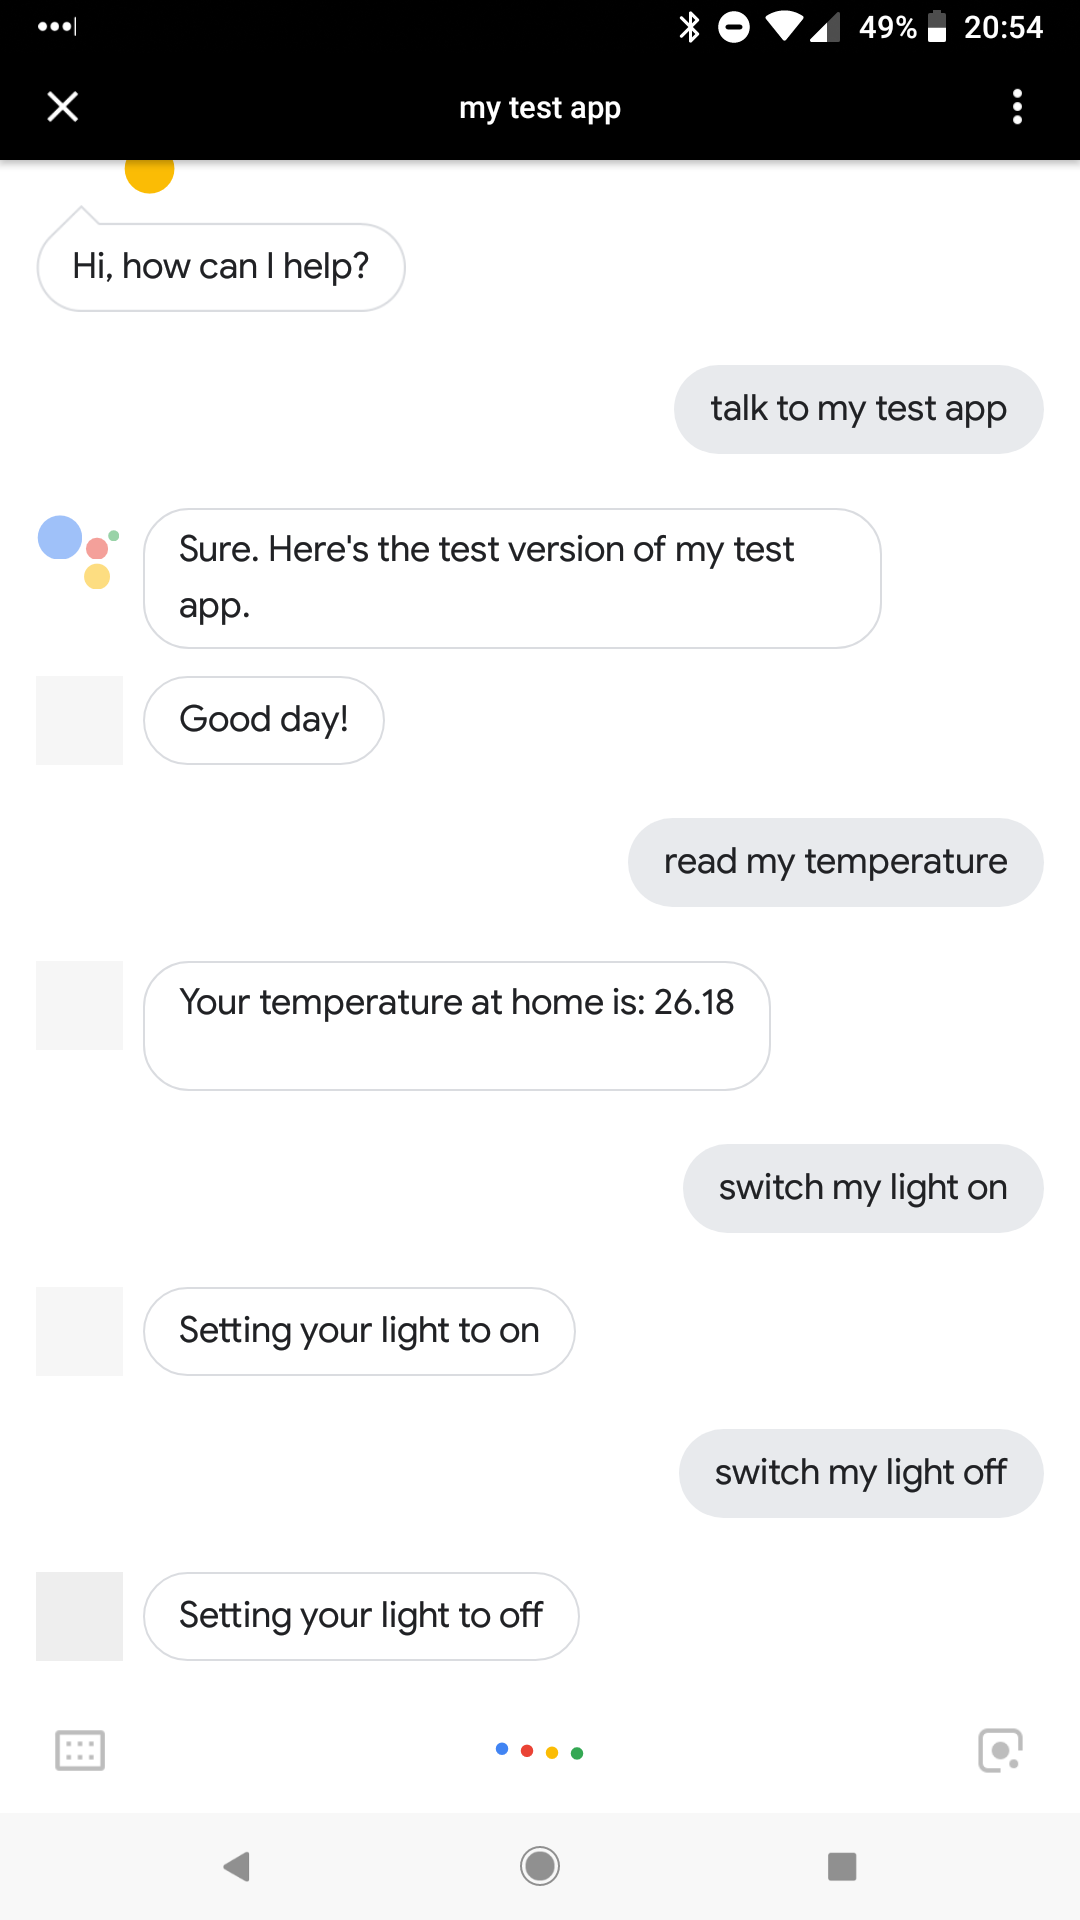 49% 20:54
my test app
Hi, how can I help?
talk to my test app
Sure. Here's the test version of my test
app.
Good day!
read my temperature
Your temperature at home is: 26.18
switch my light on
Setting your light to on
switch my light off
Setting your light to off